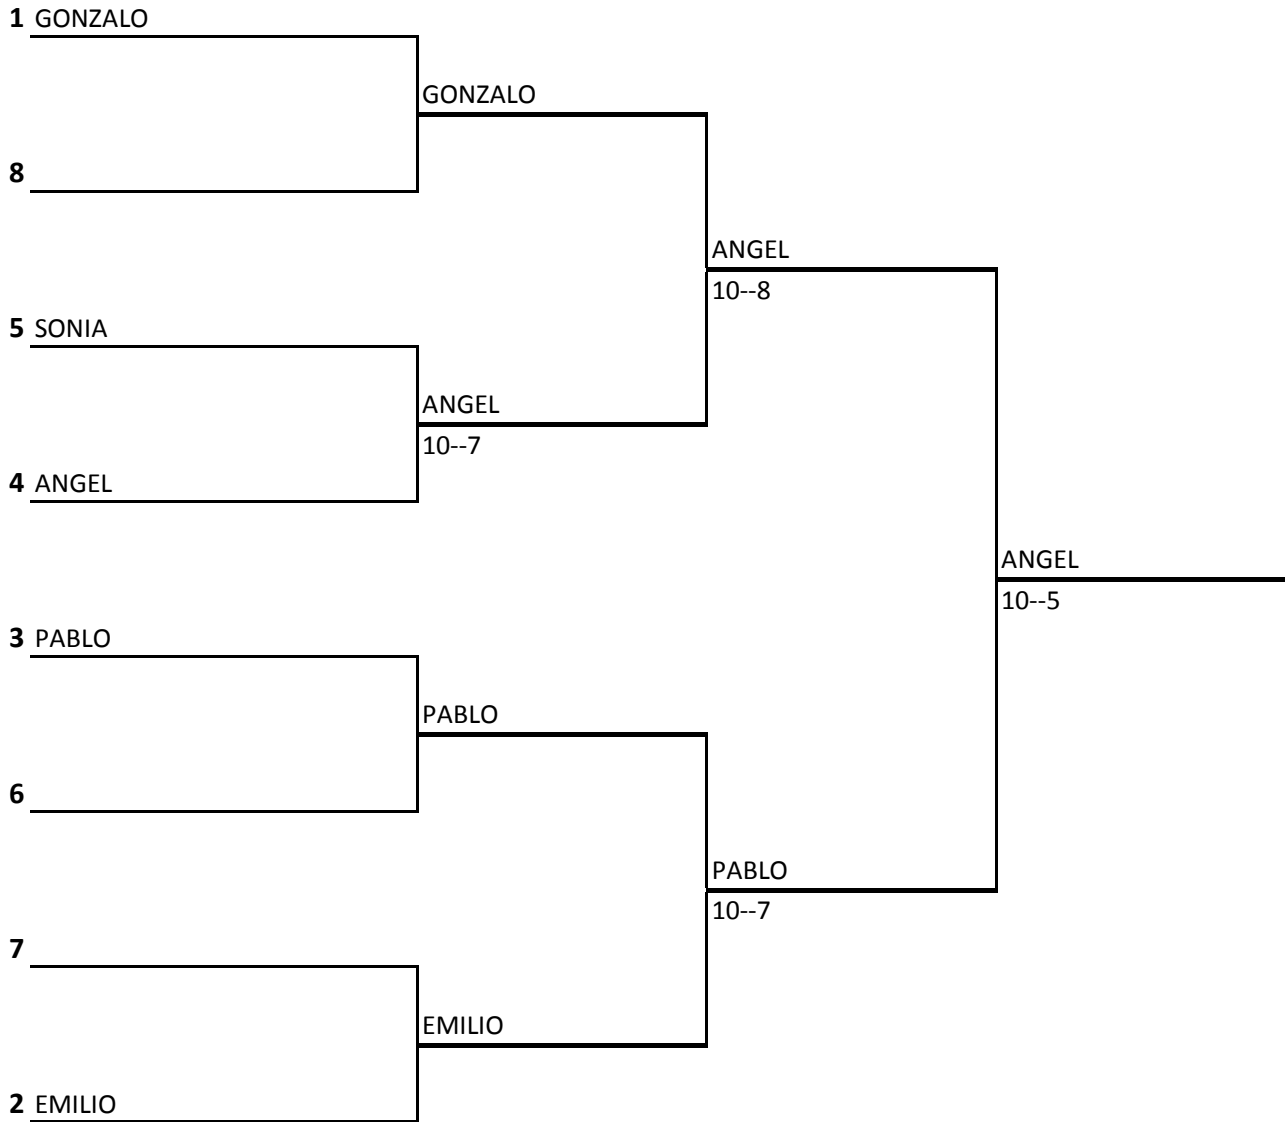 1 GONZALO
GONZALO
8
ANGEL
10--8
5 SONIA
ANGEL
10--7
4 ANGEL
ANGEL
10--5
3 PABLO
PABLO
6
PABLO
10--7
7
EMILIO
2 EMILIO